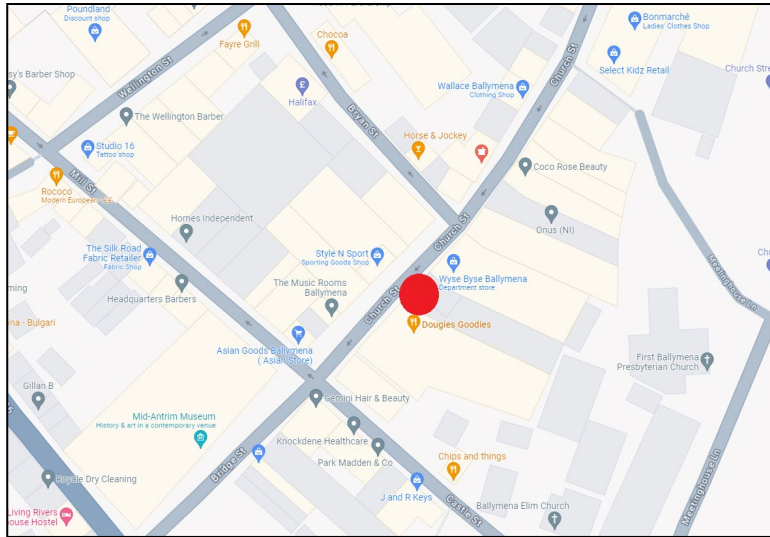 Poundland
Discount shop
Fayre Grill
Chocoa
Bonmarché
Ladies' Clothes Shop
Select Kidz Retail
Church Stre
sy's Barber Shop
Wellington St
The Wellington Barber
Halifax
Wallace Ballymena
Clothing Shop
Church St
Bryan St
Studio 16
Tattoo shop
Horse & Jockey
Coco Rose Beauty
Rococo
Modern European
Mill St
Homes Independent
Church St
Onus (NI)
The Silk Road
Fabric Retailer
Fabric Shop
Style N Sport
Sporting Goods Shop
Wyse Byse Ballymena
Department store
Meetinghouse Ln
ming
Headquarters Barbers
The Music Rooms
Ballymena
Church St
Dougies Goodies
na - Bulgari
Asian Goods Ballymena
( Asian Store)
First Ballymena
Presbyterian Church
Gillan B
Gemini Hair & Beauty
Mid-Antrim Museum
History & art in a contemporary venue
Knockdene Healthcare
Bridge St
Park Madden & Co
Chips and things
Royale Dry Cleaning
J and R Keys
Castle St
Ballymena Elim Church
Meetinghouse Ln
Living Rivers
ouse Hostel